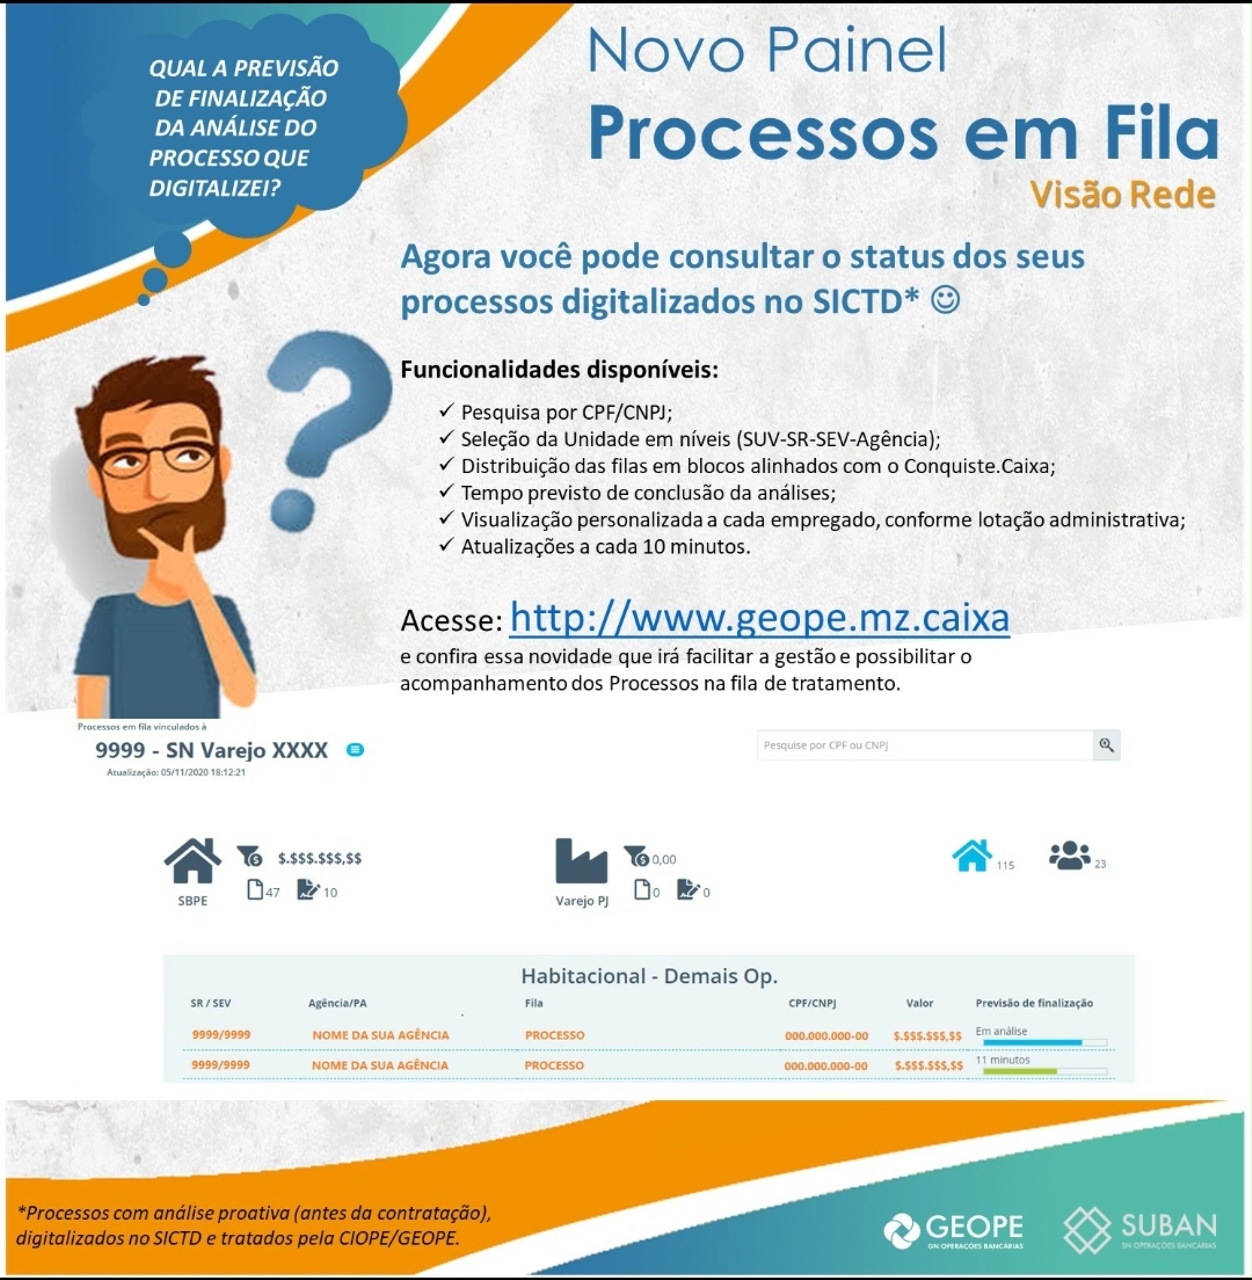 QUAL A PREVISÃO
DE FINALIZAÇÃO
DA ANÁLISE DO
PROCESSO QUE
DIGITALIZEI?
Novo Painel
Processos em Fila
Visão Rede
Agora você pode consultar o status dos seus
processos digitalizados no SICTD* ☺
Funcionalidades disponíveis:
✓ Pesquisa por CPF/CNPJ;
✓ Seleção da Unidade em níveis (SUV-SR-SEV-Agência);
✓ Distribuição das filas em blocos alinhados com o Conquiste.Caixa;
✓ Tempo previsto de conclusão da análises;
✓ Visualização personalizada a cada empregado, conforme lotação administrativa;
✓ Atualizações a cada 10 minutos.
Acesse: http://www.geope.mz.caixa
e confira essa novidade que irá facilitar a gestão e possibilitar o
acompanhamento dos Processos na fila de tratamento.
Processos em fila vinculados à
9999 - SN Varejo XXXX
Atualização: 05/11/2020 18:12:21
Pesquise por CPF ou CNPJ
$.$$$.$$$,$$
47 10
SBPE
0,00
0 0
Varejo PJ
115 23
Habitacional - Demais Op.
SR / SEV Agência/PA Fila CPF/CNPJ Valor Previsão de finalização
9999/9999 NOME DA SUA AGÊNCIA PROCESSO 000.000.000-00 $.$$$.$$$,$$ Em análise
9999/9999 NOME DA SUA AGÊNCIA PROCESSO 000.000.000-00 $.$$$.$$$,$$ 11 minutos
*Processos com análise proativa (antes da contratação),
digitalizados no SICTD e tratados pela CIOPE/GEOPE.
GEOPE
GN OPERAÇÕES BANCÁRIAS
SUBAN
SN OPERAÇÕES BANCÁRIAS